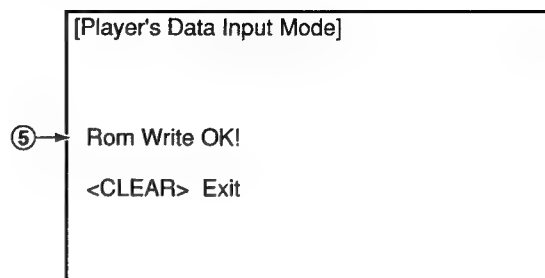 [Player's Data Input Mode]
⑤ Rom Write OK!
<CLEAR> Exit